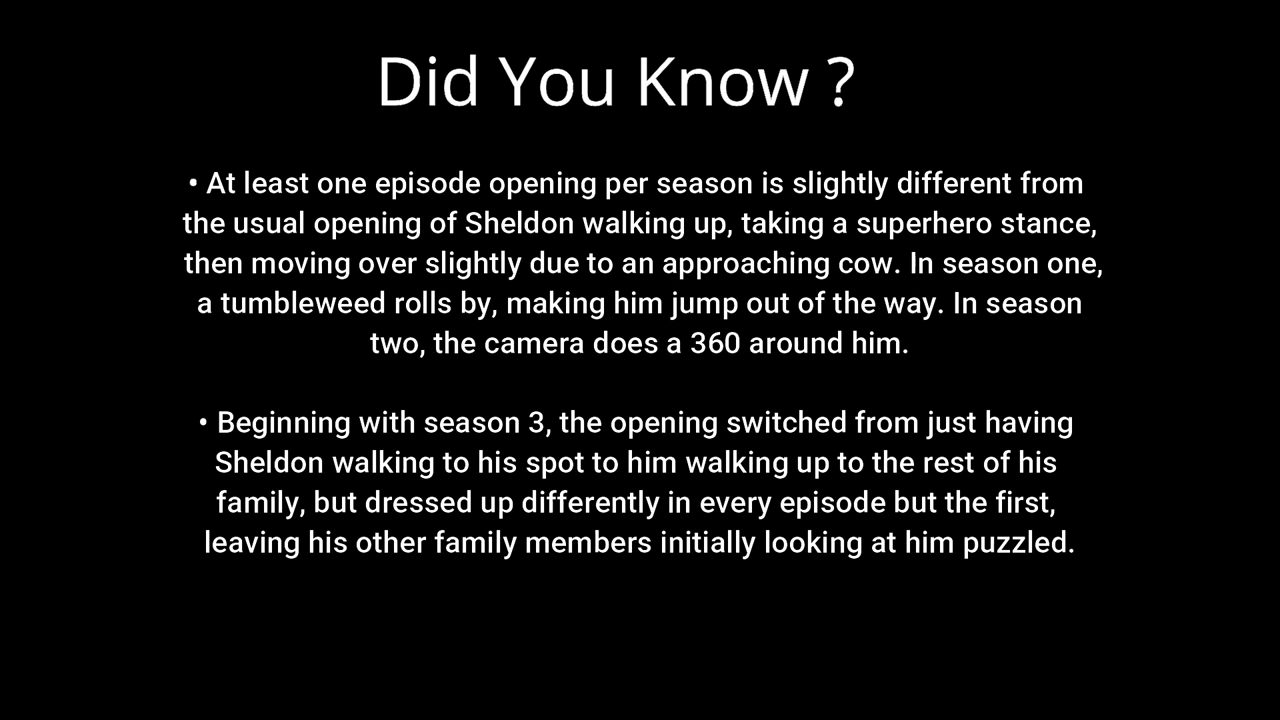 Did You Know ?
• At least one episode opening per season is slightly different from
the usual opening of Sheldon walking up, taking a superhero stance,
then moving over slightly due to an approaching cow. In season one,
a tumbleweed rolls by, making him jump out of the way. In season
two, the camera does a 360 around him.
• Beginning with season 3, the opening switched from just having
Sheldon walking to his spot to him walking up to the rest of his
family, but dressed up differently in every episode but the first,
leaving his other family members initially looking at him puzzled.